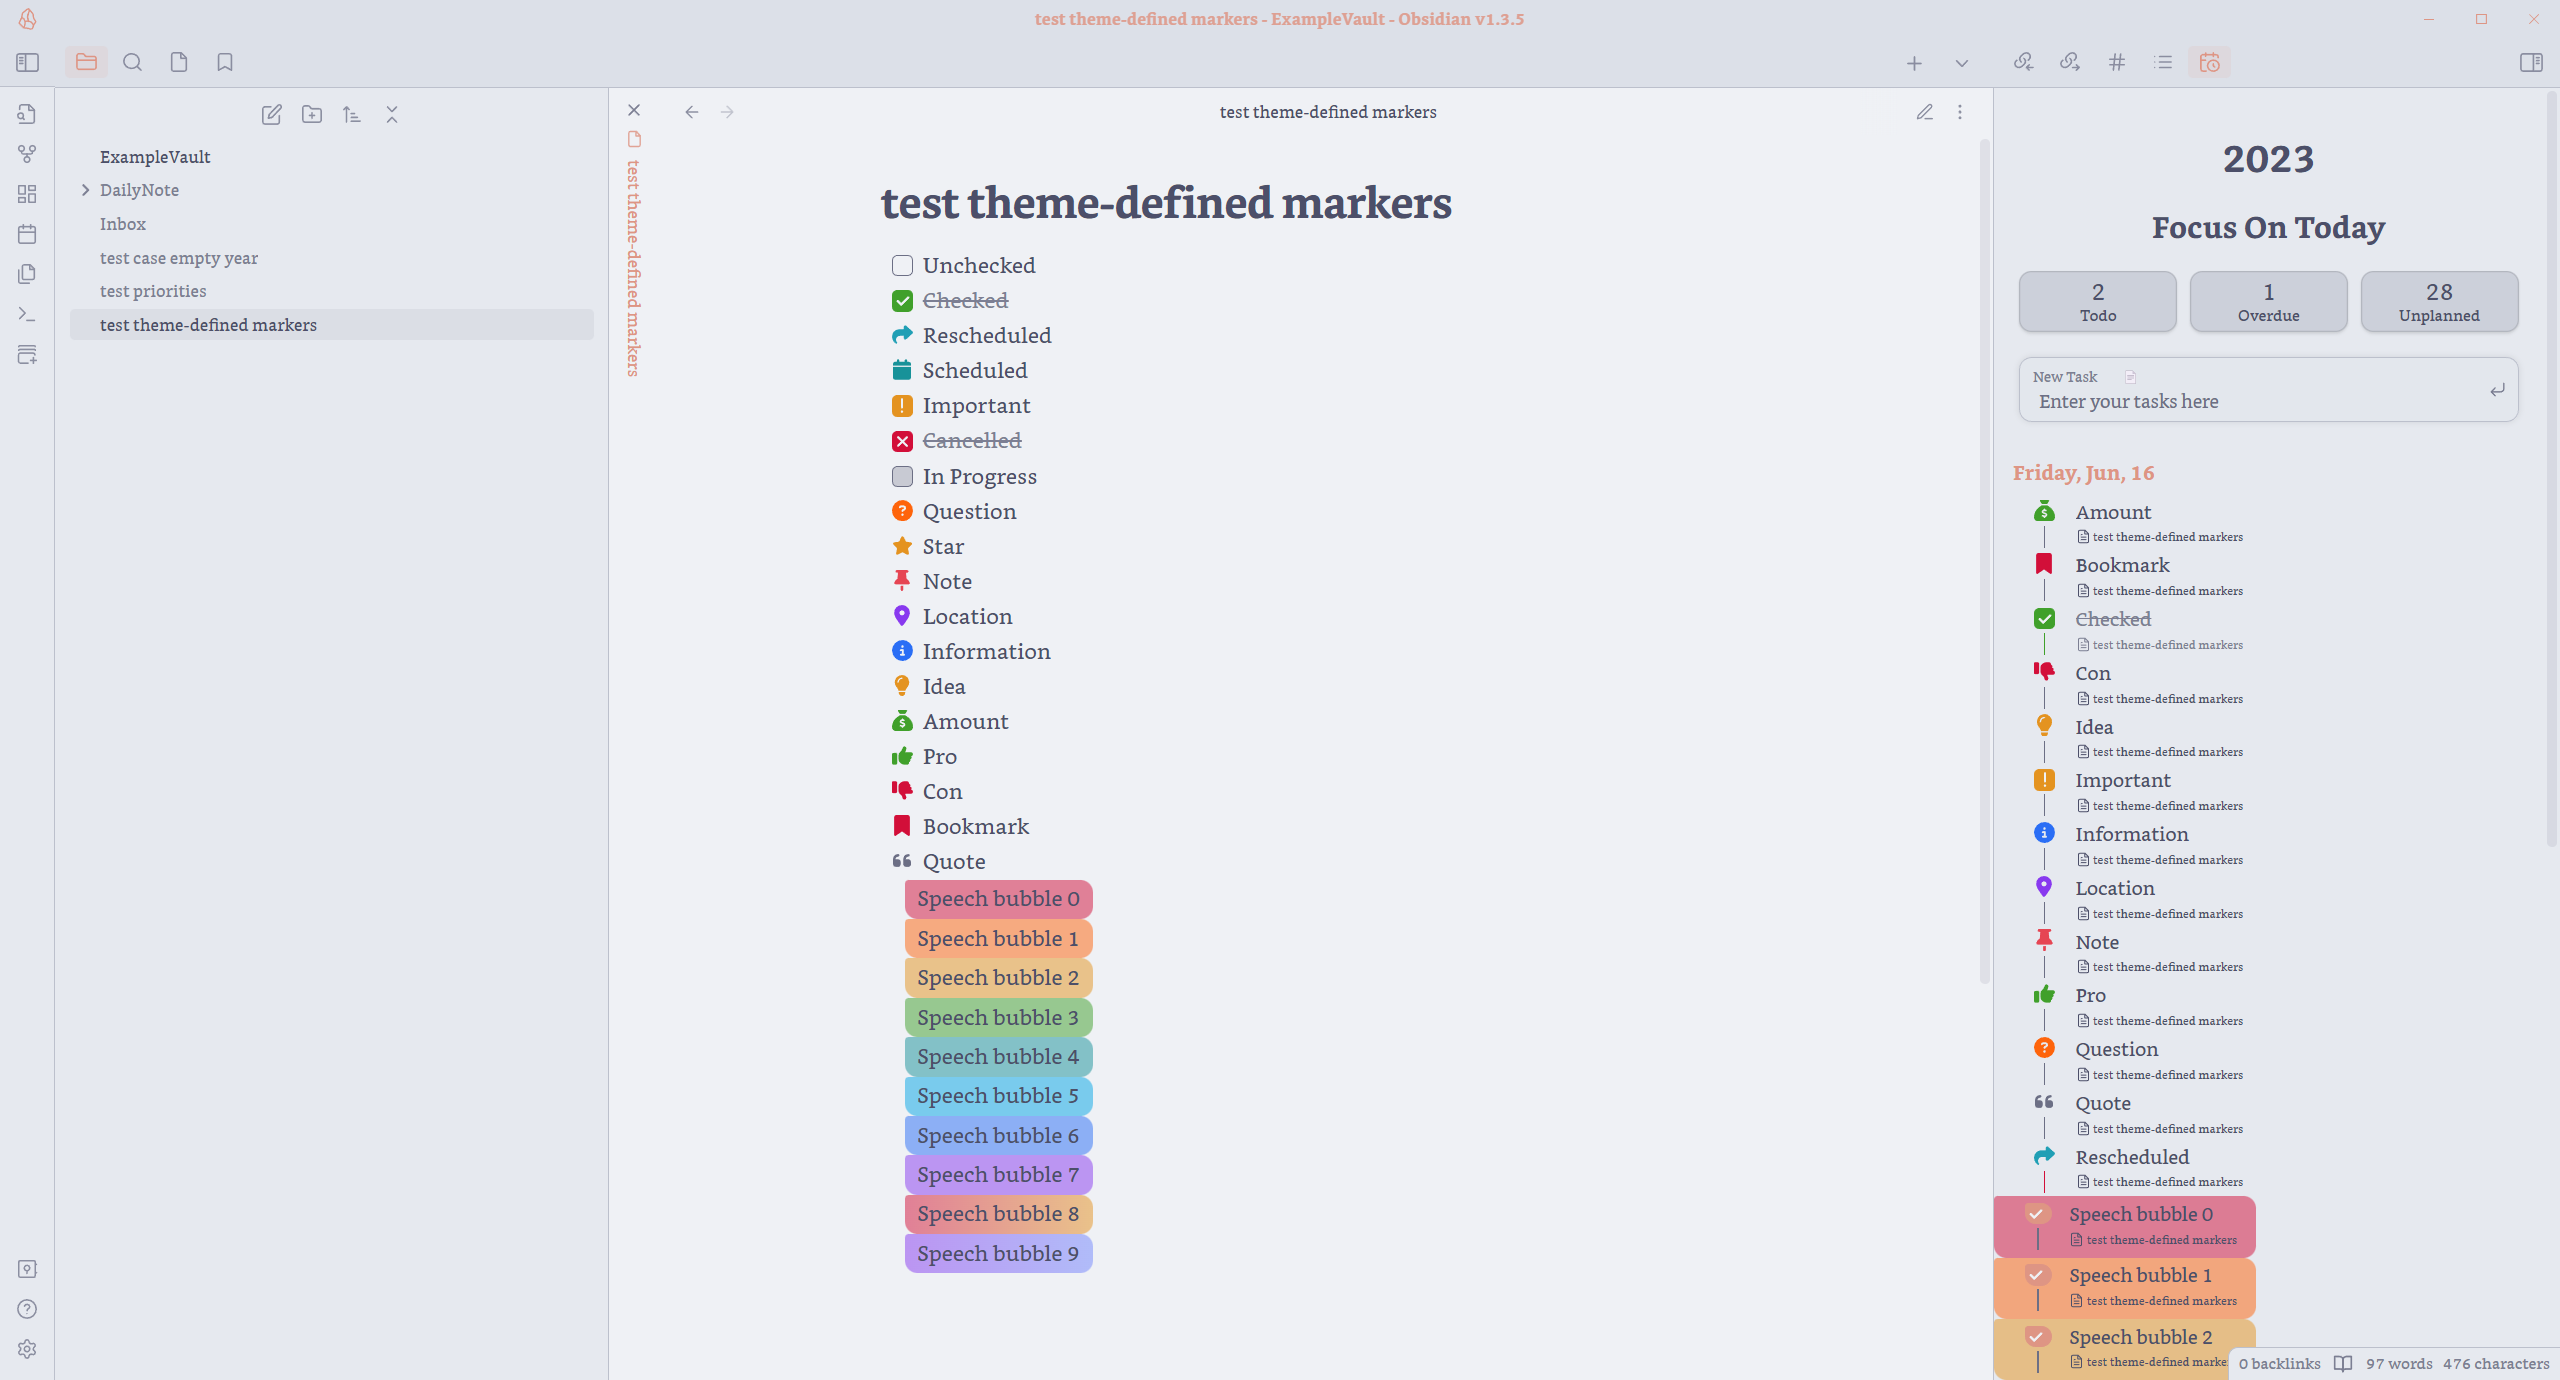 test theme-defined markers - ExampleVault - Obsidian v1.3.5
ExampleVault
DailyNote
Inbox
test case empty year
test priorities
test theme-defined markers
test theme-defined markers
test theme-defined markers
test theme-defined markers
Unchecked
Checked
Rescheduled
Scheduled
Important
Cancelled
In Progress
Question
Star
Note
Location
Information
Idea
Amount
Pro
Con
Bookmark
Quote
Speech bubble 0
Speech bubble 1
Speech bubble 2
Speech bubble 3
Speech bubble 4
Speech bubble 5
Speech bubble 6
Speech bubble 7
Speech bubble 8
Speech bubble 9
2023
Focus On Today
2
Todo
1
Overdue
28
Unplanned
New Task
Enter your tasks here
Friday, Jun, 16
Amount
test theme-defined markers
Bookmark
test theme-defined markers
Checked
test theme-defined markers
Con
test theme-defined markers
Idea
test theme-defined markers
Important
test theme-defined markers
Information
test theme-defined markers
Location
test theme-defined markers
Note
test theme-defined markers
Pro
test theme-defined markers
Question
test theme-defined markers
Quote
test theme-defined markers
Rescheduled
test theme-defined markers
Speech bubble 0
test theme-defined markers
Speech bubble 1
test theme-defined markers
Speech bubble 2
test theme-defined marke
0 backlinks 97 words 476 characters